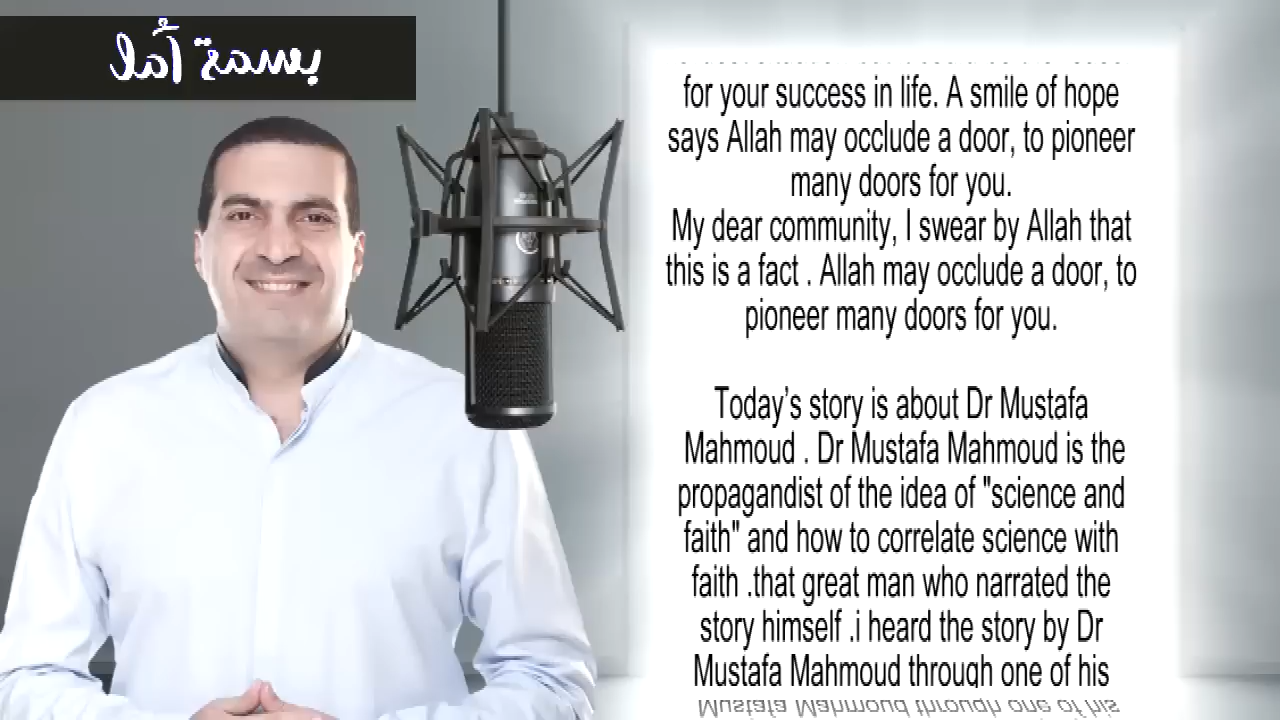 بسمة أمل
for your success in life. A smile of hope
says Allah may occlude a door, to pioneer
many doors for you.
My dear community, I swear by Allah that
this is a fact . Allah may occlude a door, to
pioneer many doors for you.
Today’s story is about Dr Mustafa
Mahmoud . Dr Mustafa Mahmoud is the
propagandist of the idea of "science and
faith" and how to correlate science with
faith .that great man who narrated the
story himself .i heard the story by Dr
Mustafa Mahmoud through one of his